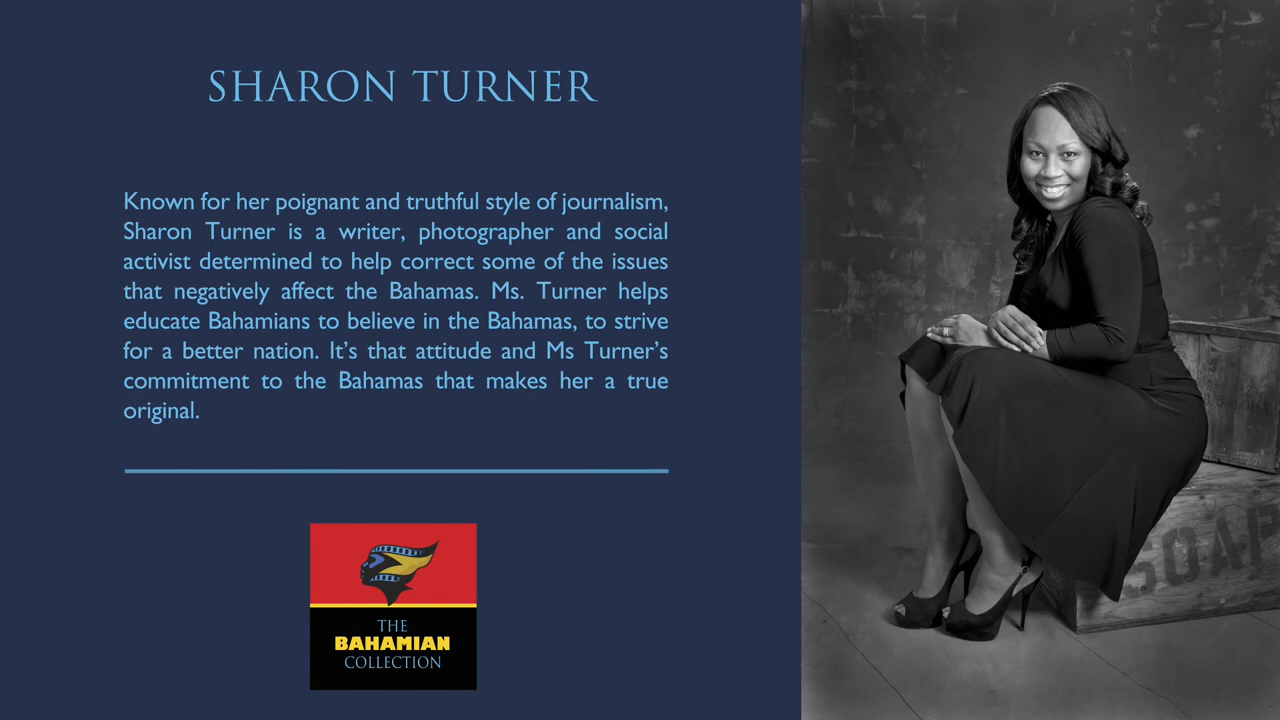 SHARON TURNER
Known for her poignant and truthful style of journalism,
Sharon Turner is a writer, photographer and social
activist determined to help correct some of the issues
that negatively affect the Bahamas. Ms. Turner helps
educate Bahamians to believe in the Bahamas, to strive
for a better nation. It’s that attitude and Ms Turner’s
commitment to the Bahamas that makes her a true
original.
THE
BAHAMIAN
COLLECTION
SOAP